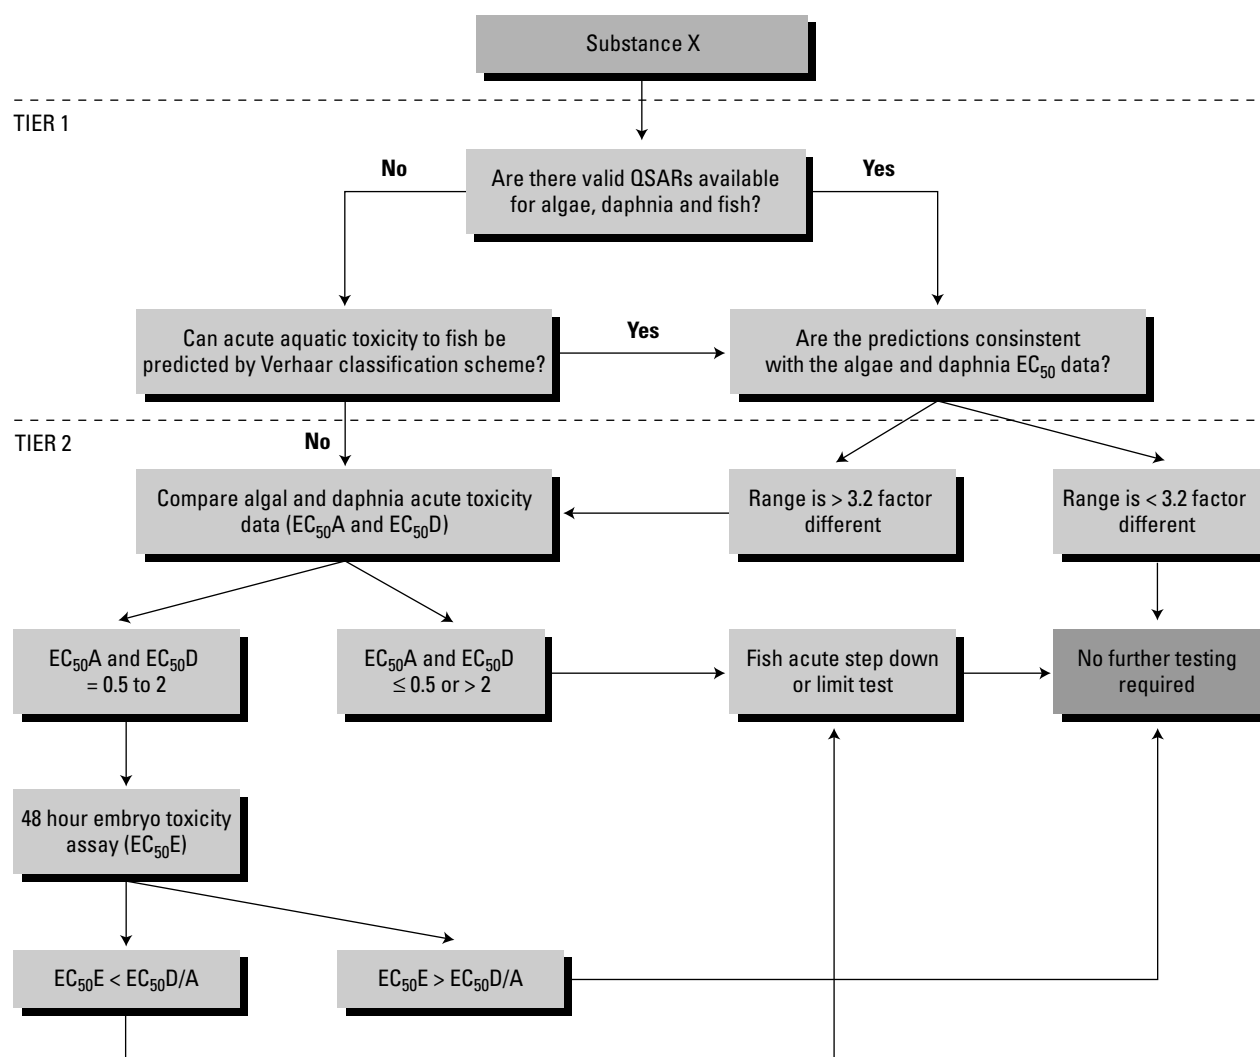 Substance X
TIER 1
No
Yes
Are there valid QSARs available
for algae, daphnia and fish?
Can acute aquatic toxicity to fish be
predicted by Verhaar classification scheme?
Yes
Are the predictions consinstent
with the algae and daphnia EC50 data?
TIER 2
No
Compare algal and daphnia acute toxicity
data (EC50A and EC50D)
Range is > 3.2 factor
different
Range is < 3.2 factor
different
EC50A and EC50D
= 0.5 to 2
EC50A and EC50D
≤ 0.5 or > 2
Fish acute step down
or limit test
No further testing
required
48 hour embryo toxicity
assay (EC50E)
EC50E < EC50D/A
EC50E > EC50D/A